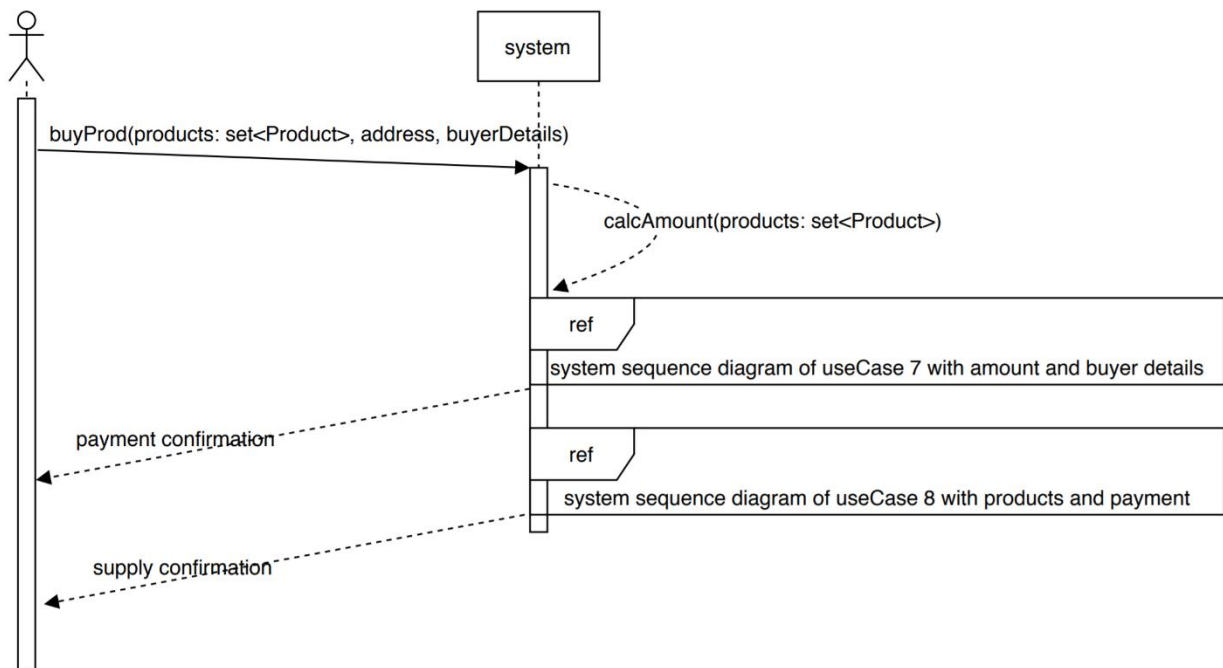 system
buyProd(products: set<Product>, address, buyerDetails)
calcAmount(products: set<Product>)
ref
system sequence diagram of useCase 7 with amount and buyer details
payment confirmation
ref
system sequence diagram of useCase 8 with products and payment
supply confirmation